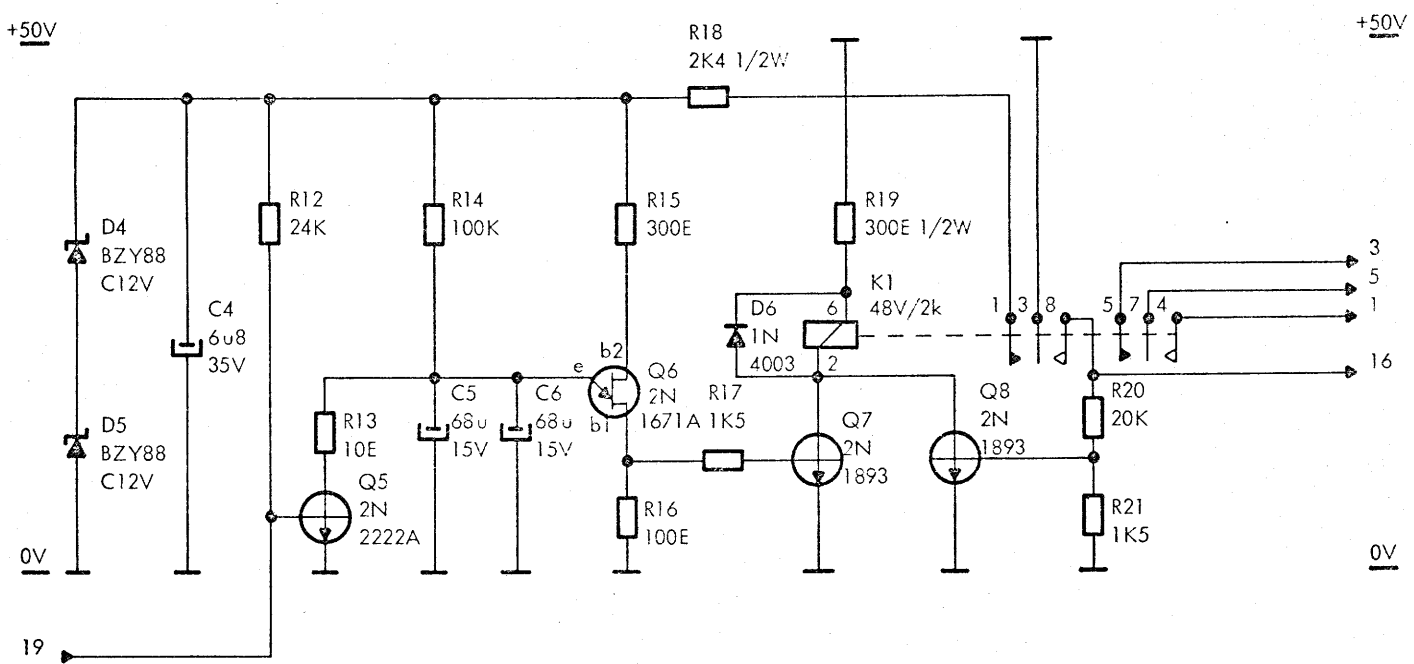 +50V
+50V
R18
2K4 1/2W
R12
24K
R14
100K
R15
300E
R19
300E 1/2W
D4
BZY88
C12V
C4
6u8
35V
D6
1N
4003
K1
48V/2k
6
2
1 3 8 5 7 4
3
5
1
16
b2
e
b1
Q6
2N
1671A
R17
1K5
C5
68u
15V
C6
68u
15V
R13
10E
D5
BZY88
C12V
Q5
2N
2222A
R16
100E
Q7
2N
1893
Q8
2N
1893
R20
20K
R21
1K5
0V
0V
19